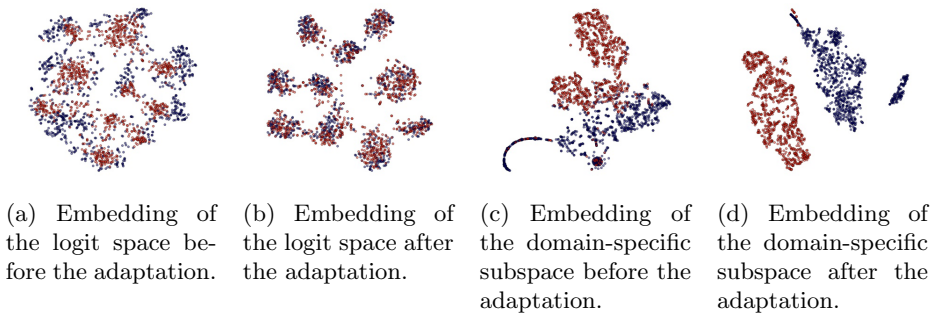 (a) Embedding of
the logit space be-
fore the adaptation.
(b) Embedding of
the logit space after
the adaptation.
(c) Embedding of
the domain-specific
subspace before the
adaptation.
(d) Embedding of
the domain-specific
subspace after the
adaptation.